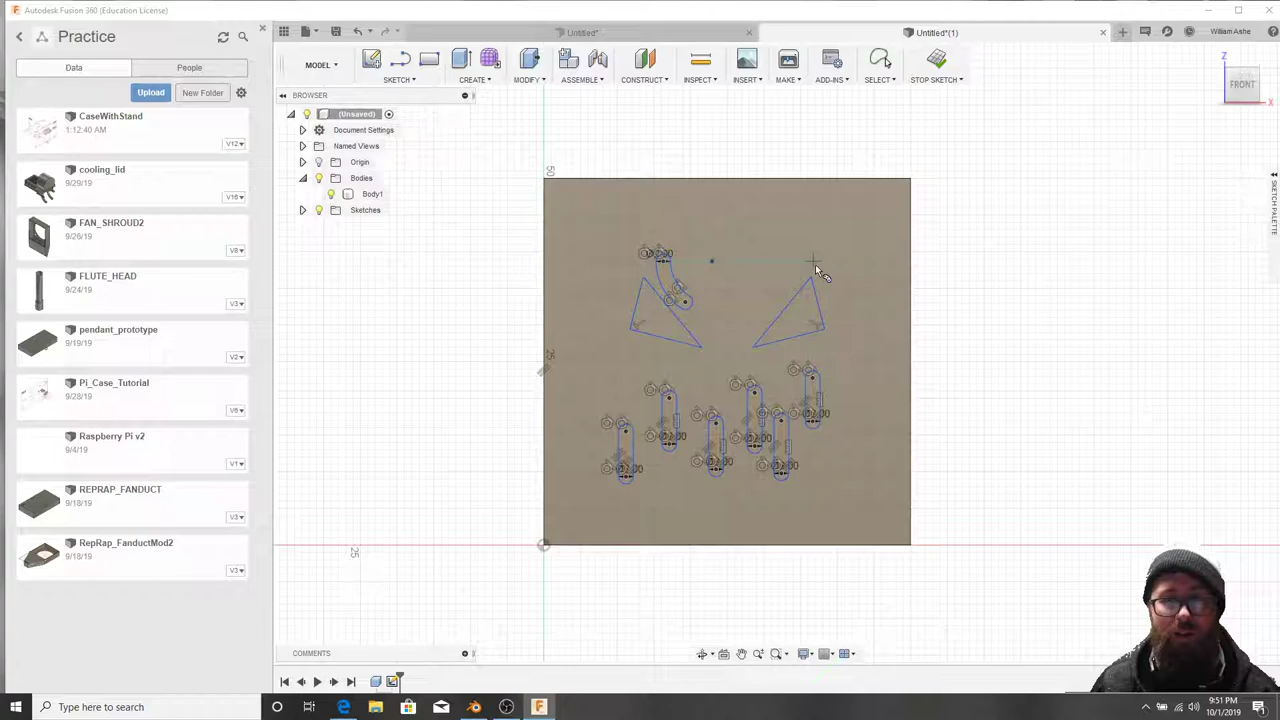 Autodesk Fusion 360 (Education License)
Practice
Untitled*
Untitled*(1)
William Ashe
Data
People
MODEL
SKETCH
CREATE
MODIFY
ASSEMBLE
CONSTRUCT
INSPECT
INSERT
MAKE
ADD-INS
SELECT
STOP SKETCH
Upload
New Folder
BROWSER
Z
FRONT
X
(Unsaved)
Document Settings
Named Views
Origin
Bodies
Body1
Sketches
SKETCH PALETTE
CaseWithStand
1:12:40 AM
V12
cooling_lid
9/29/19
V16
FAN_SHROUD2
9/26/19
V8
FLUTE_HEAD
9/24/19
V3
pendant_prototype
9/19/19
V2
Pi_Case_Tutorial
9/28/19
V6
Raspberry Pi v2
9/4/19
V1
REPRAP_FANDUCT
9/18/19
V3
RepRap_FanductMod2
9/18/19
V3
50
25
25
COMMENTS
Type here to search
9:51 PM
10/1/2019